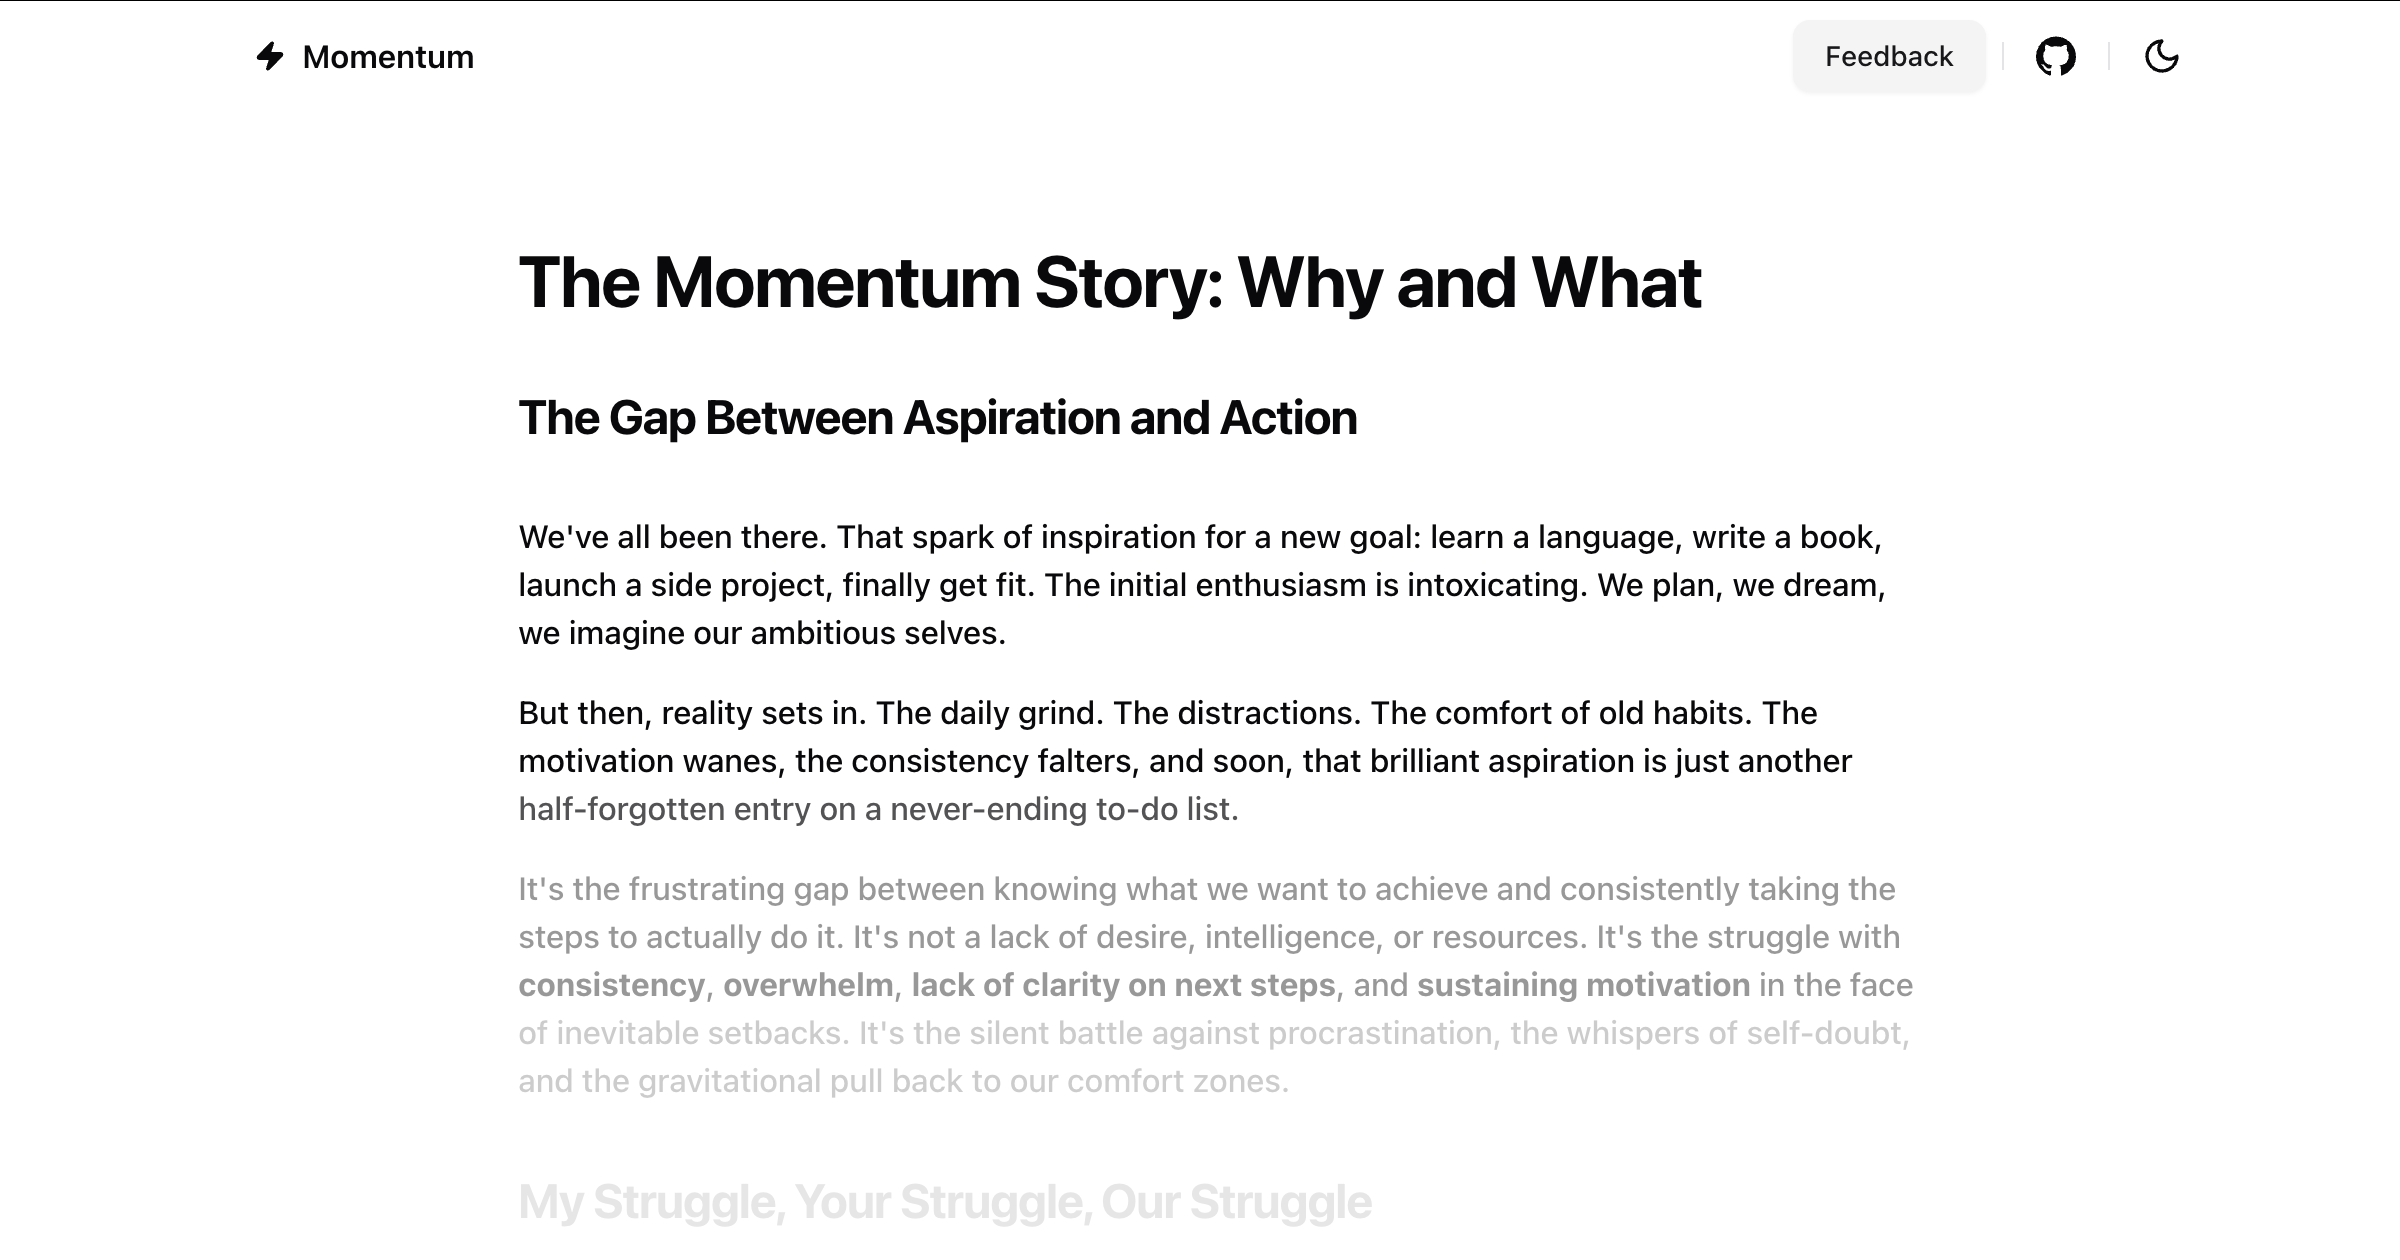 Momentum
Feedback
The Momentum Story: Why and What
The Gap Between Aspiration and Action
We've all been there. That spark of inspiration for a new goal: learn a language, write a book,
launch a side project, finally get fit. The initial enthusiasm is intoxicating. We plan, we dream,
we imagine our ambitious selves.
But then, reality sets in. The daily grind. The distractions. The comfort of old habits. The
motivation wanes, the consistency falters, and soon, that brilliant aspiration is just another
half-forgotten entry on a never-ending to-do list.
It's the frustrating gap between knowing what we want to achieve and consistently taking the
steps to actually do it. It's not a lack of desire, intelligence, or resources. It's the struggle with
consistency, overwhelm, lack of clarity on next steps, and sustaining motivation in the face
of inevitable setbacks. It's the silent battle against procrastination, the whispers of self-doubt,
and the gravitational pull back to our comfort zones.
My Struggle, Your Struggle, Our Struggle